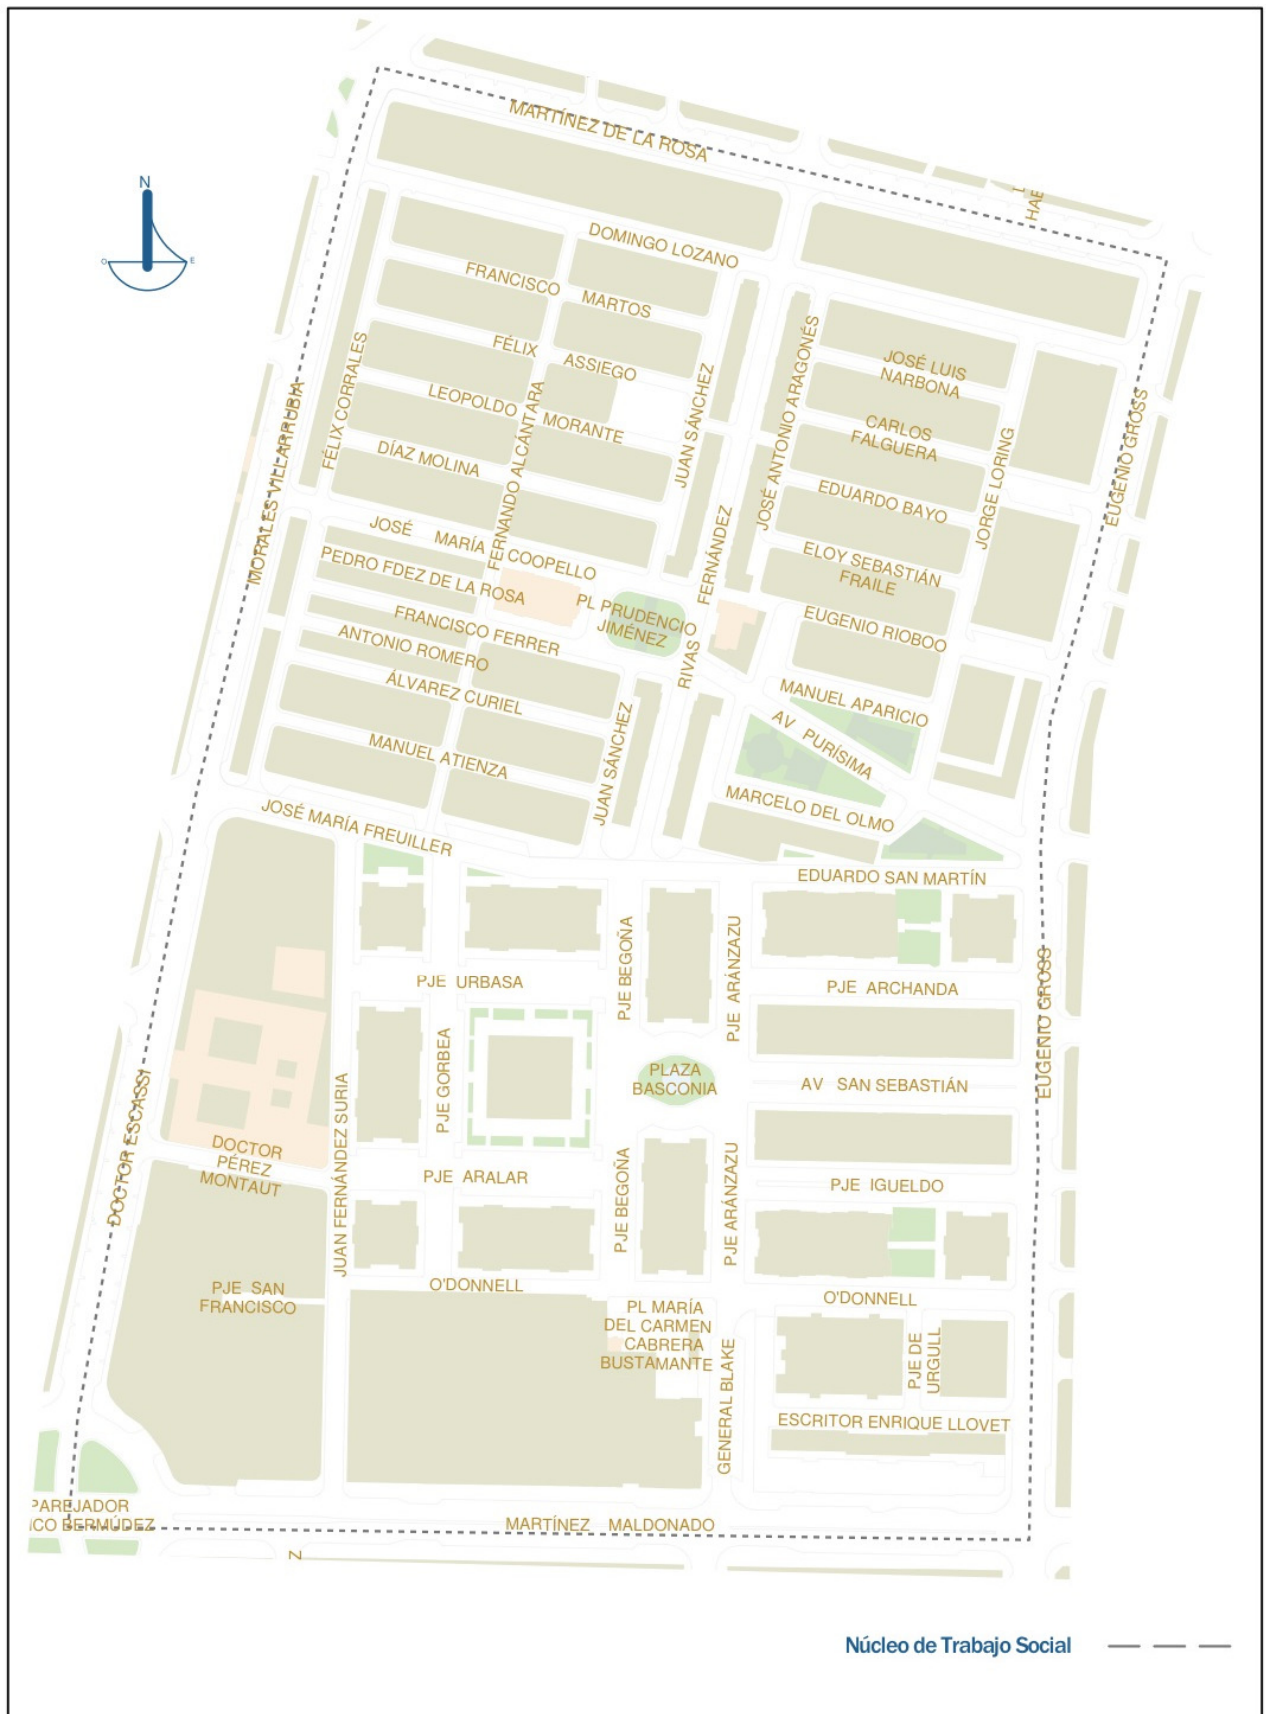 MARTÍNEZ DE LA ROSA
HAB
N
O
E
DOMINGO LOZANO
FRANCISCO MARTOS
FÉLIX ASSIEGO
JOSÉ LUIS
NARBONA
LEOPOLDO MORANTE
CARLOS
FALGUERA
DÍAZ MOLINA
EDUARDO BAYO
MORALES VILLARRUBIA
FÉLIX CORRALES
FERNANDO ALCÁNTARA
JUAN SÁNCHEZ
JOSÉ ANTONIO ARAGONÉS
JORGE LORING
EUGENIO GROSS
JOSÉ MARÍA COOPELLO
ELOY SEBASTIÁN
FRAILE
PEDRO FDEZ DE LA ROSA
PL PRUDENCIO
JIMÉNEZ
RIVAS FERNÁNDEZ
EUGENIO RIOBOO
FRANCISCO FERRER
ANTONIO ROMERO
ÁLVAREZ CURIEL
MANUEL APARICIO
AV PURÍSIMA
MANUEL ATIENZA
JUAN SÁNCHEZ
MARCELO DEL OLMO
JOSÉ MARÍA FREUILLER
EDUARDO SAN MARTÍN
PJE URBASA
PJE BEGOÑA
PJE ARÁNZAZU
PJE ARCHANDA
EUGENIO GROSS
PJE GORBEA
PLAZA
BASCONIA
AV SAN SEBASTIÁN
DOCTOR ESCASSI
DOCTOR
PÉREZ
MONTAUT
JUAN FERNÁNDEZ SURIA
PJE ARALAR
PJE BEGOÑA
PJE ARÁNZAZU
PJE IGUELDO
PJE SAN
FRANCISCO
O'DONNELL
O'DONNELL
PL MARÍA
DEL CARMEN
CABRERA
BUSTAMANTE
GENERAL BLAKE
PJE DE
URGULL
ESCRITOR ENRIQUE LLOVET
PAREJADOR
ICO BERMÚDEZ
MARTÍNEZ MALDONADO
Z
Núcleo de Trabajo Social